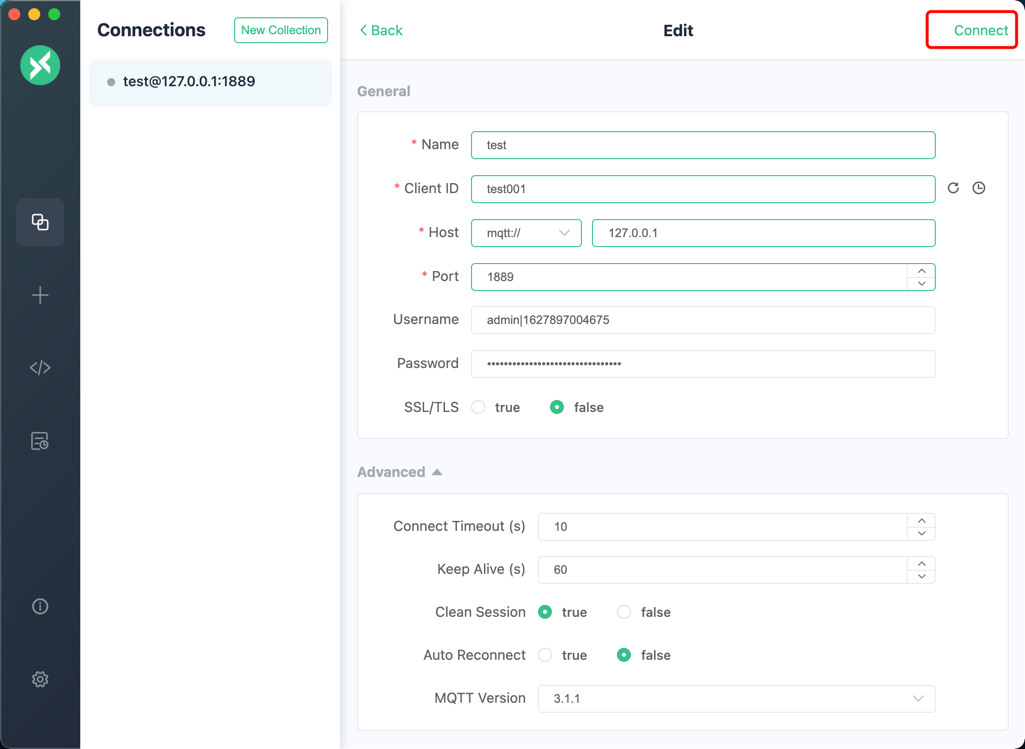 Connections
New Collection
test@127.0.0.1:1889
Back
Edit
Connect
General
* Name
test
* Client ID
test001
* Host
mqtt://
127.0.0.1
* Port
1889
Username
admin|1627897004675
Password
••••••••••••••••••••••••••••••••
SSL/TLS
true
false
Advanced
Connect Timeout (s)
10
Keep Alive (s)
60
Clean Session
true
false
Auto Reconnect
true
false
MQTT Version
3.1.1